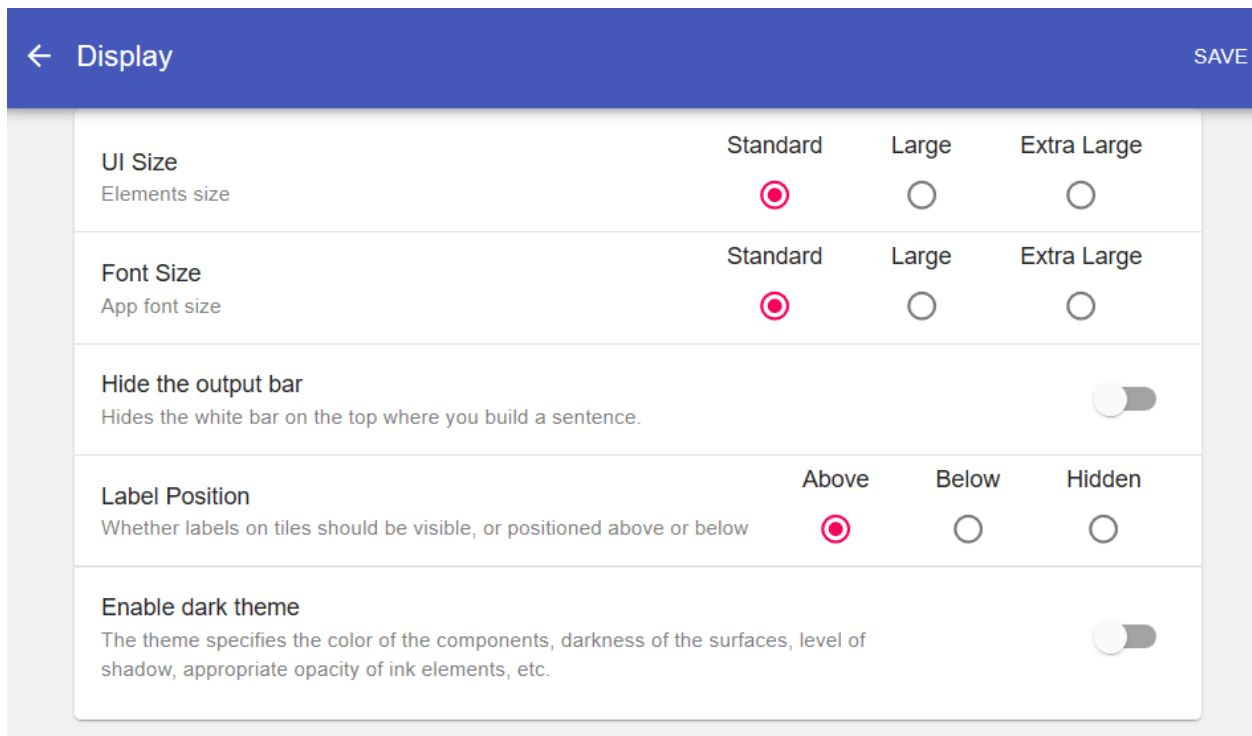 Display
SAVE
UI Size
Elements size
Standard Large Extra Large
Font Size
App font size
Standard Large Extra Large
Hide the output bar
Hides the white bar on the top where you build a sentence.
Label Position
Whether labels on tiles should be visible, or positioned above or below
Above Below Hidden
Enable dark theme
The theme specifies the color of the components, darkness of the surfaces, level of
shadow, appropriate opacity of ink elements, etc.